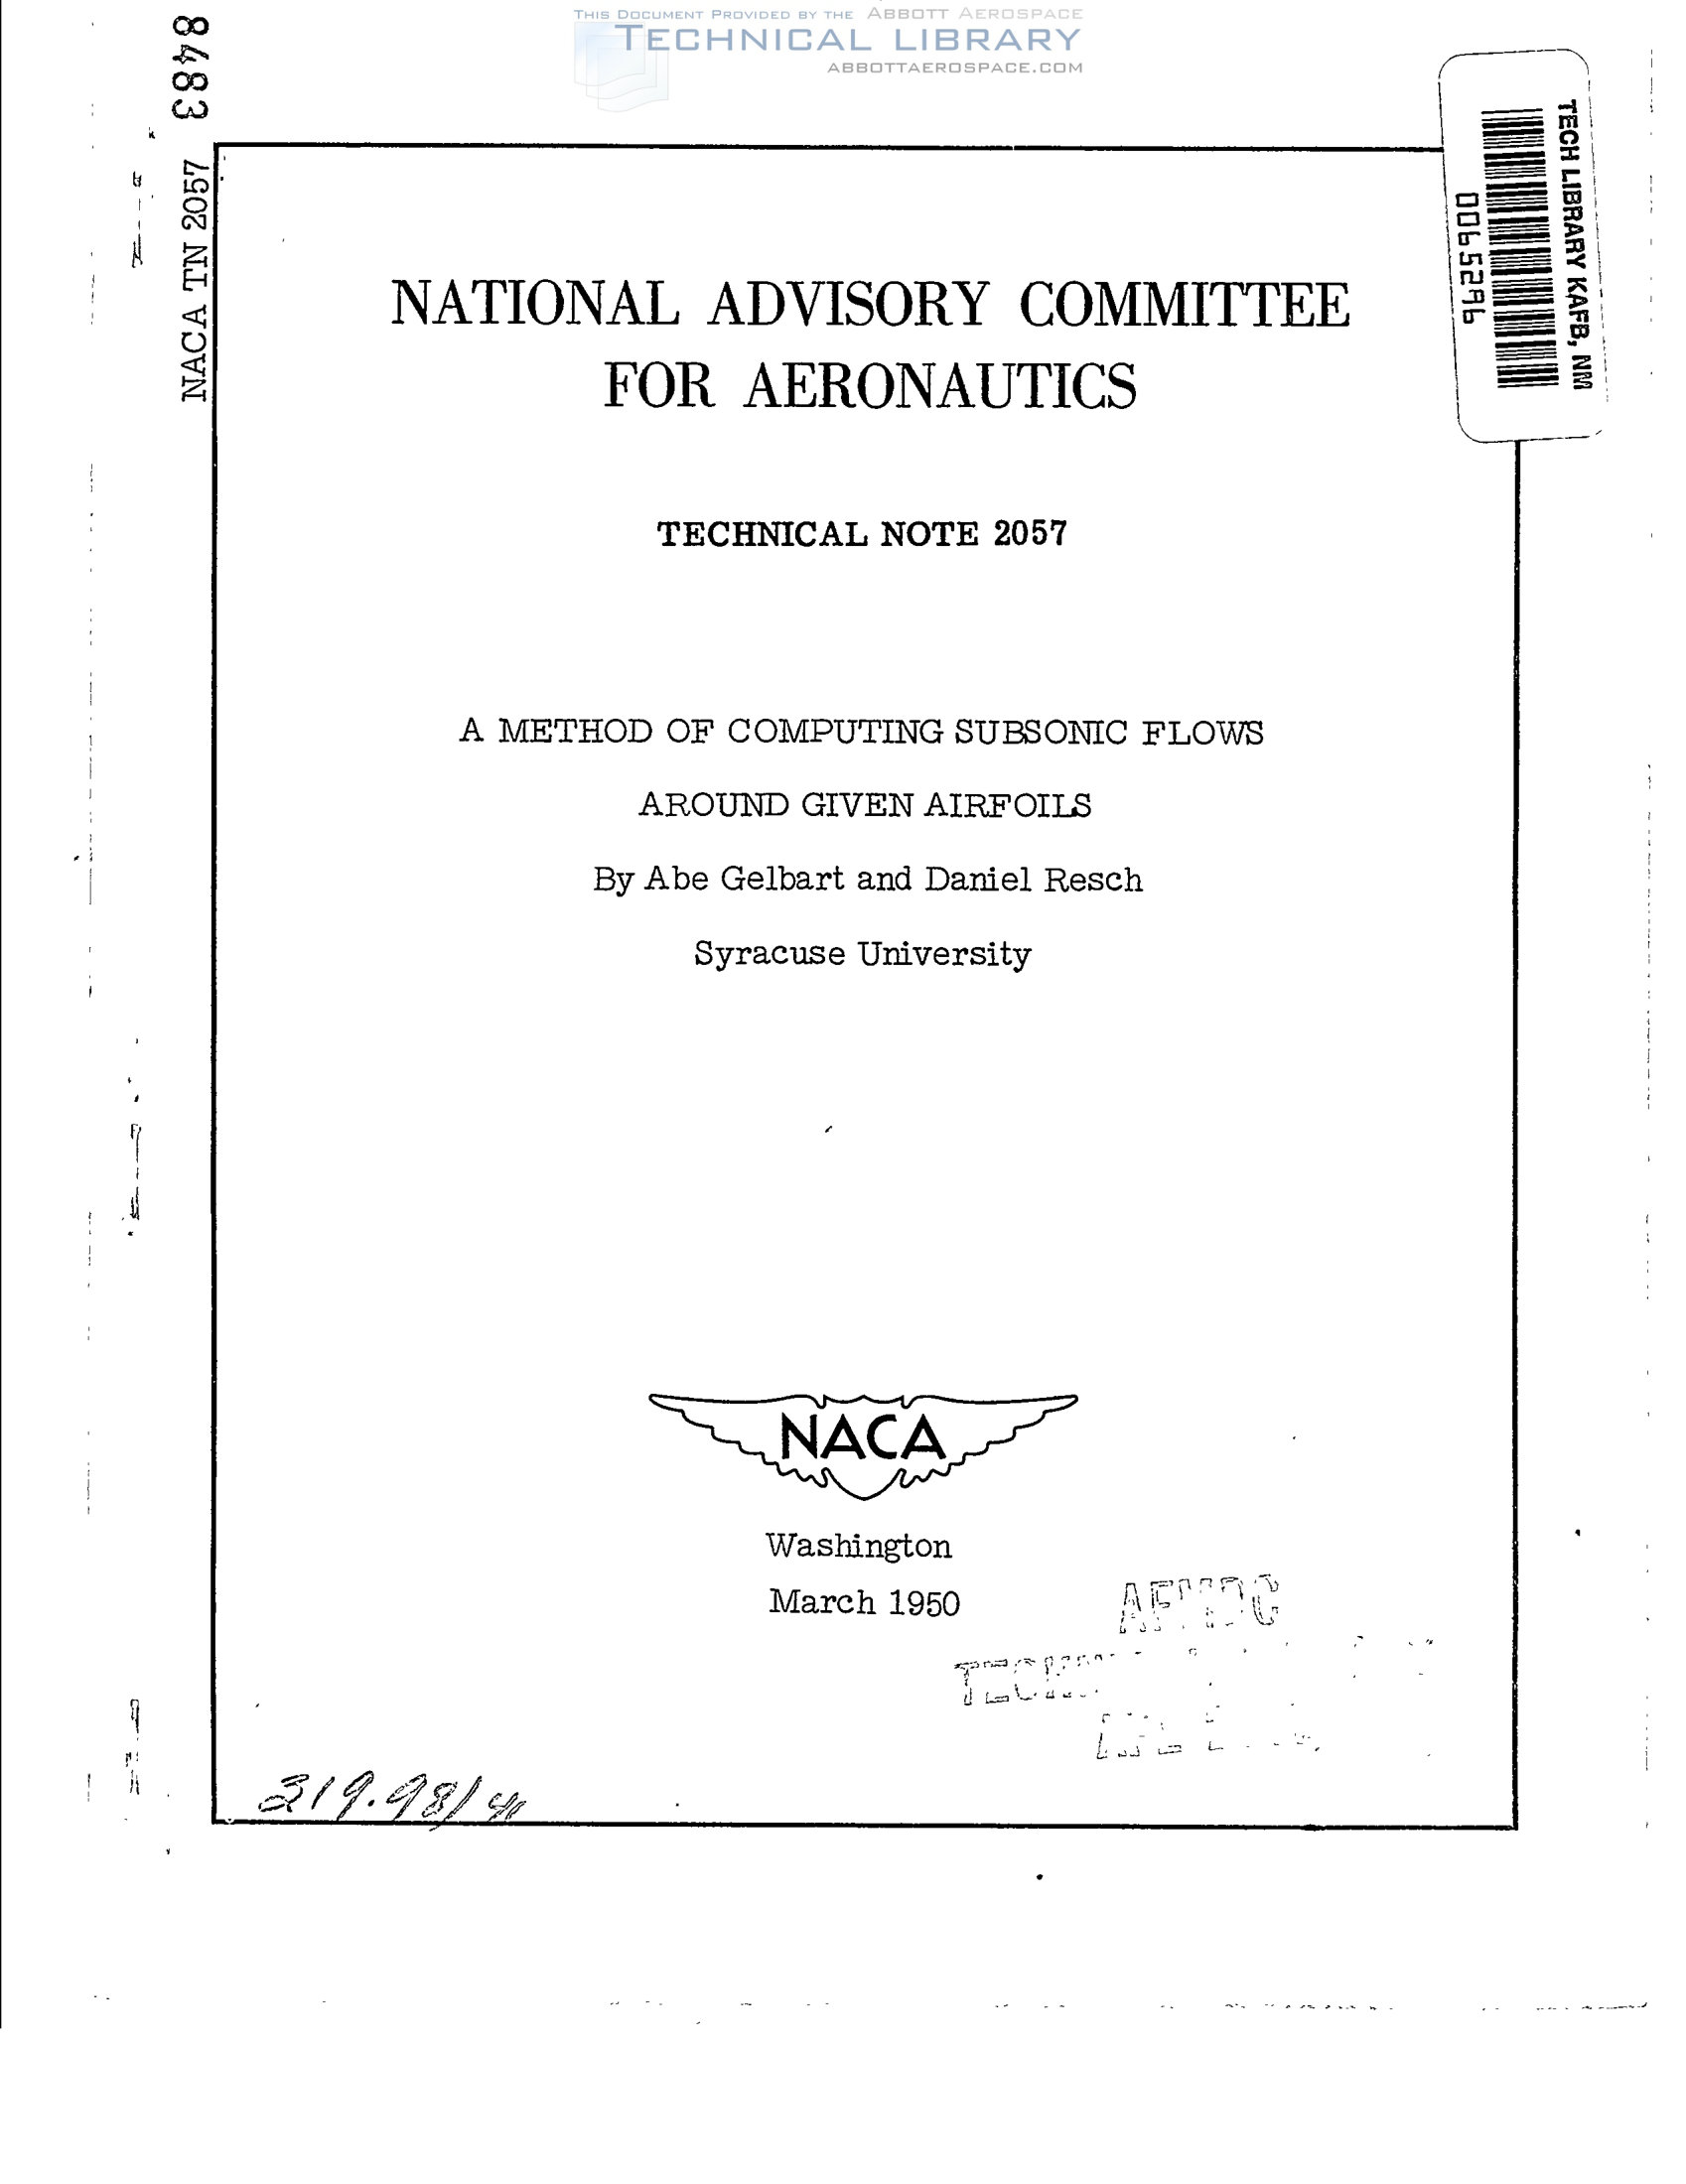 THIS DOCUMENT PROVIDED BY THE ABBOTT AEROSPACE
TECHNICAL LIBRARY
ABBOTTAEROSPACE.COM
8483
NACA TN 2057
TECH LIBRARY KAFB, NM
0065296
NATIONAL ADVISORY COMMITTEE
FOR AERONAUTICS
TECHNICAL NOTE 2057
A METHOD OF COMPUTING SUBSONIC FLOWS
AROUND GIVEN AIRFOILS
By Abe Gelbart and Daniel Resch
Syracuse University
NACA
Washington
March 1950
319.98/41